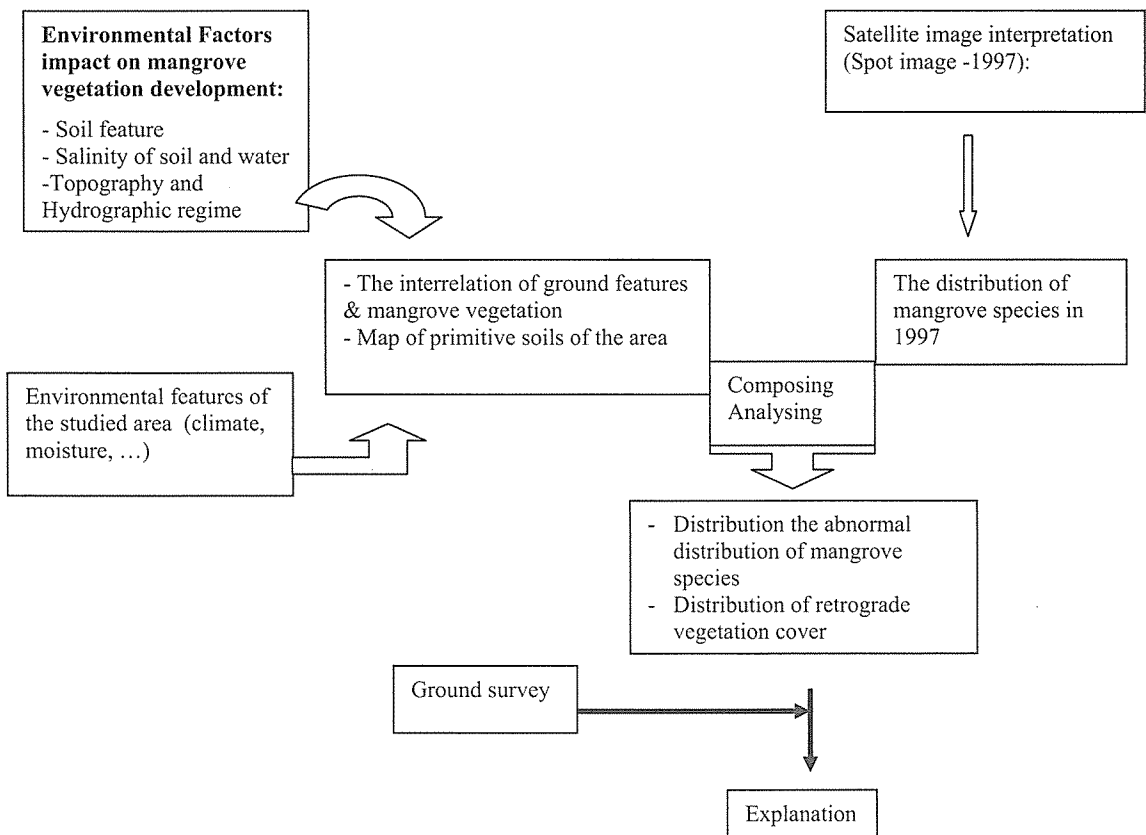 Environmental Factors
impact on mangrove
vegetation development:
- Soil feature
- Salinity of soil and water
-Topography and
Hydrographic regime
Satellite image interpretation
(Spot image -1997):
- The interrelation of ground features
& mangrove vegetation
- Map of primitive soils of the area
The distribution of
mangrove species in
1997
Composing
Analysing
Environmental features of
the studied area (climate,
moisture, …)
- Distribution the abnormal
distribution of mangrove
species
- Distribution of retrograde
vegetation cover
Ground survey
Explanation